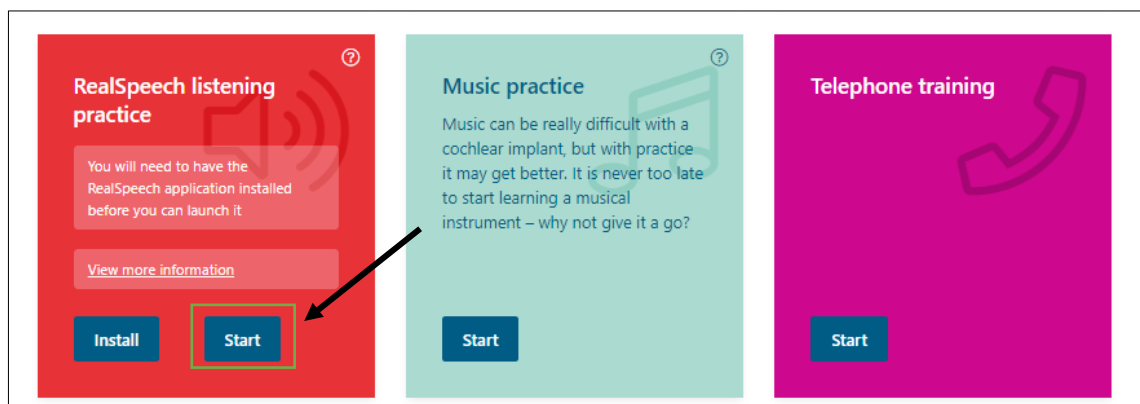 RealSpeech listening
practice
You will need to have the
RealSpeech application installed
before you can launch it
View more information
Install
Start
Music practice
Music can be really difficult with a
cochlear implant, but with practice
it may get better. It is never too late
to start learning a musical
instrument – why not give it a go?
Start
Telephone training
Start